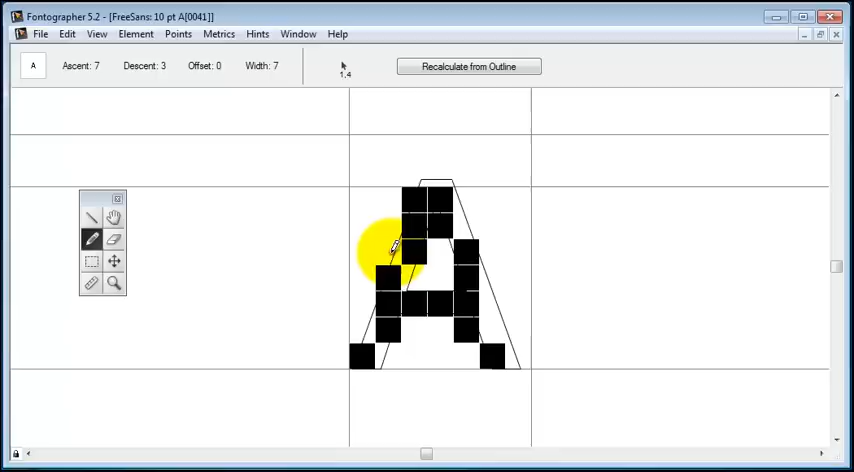 Fontographer 5.2 - [FreeSans: 10 pt A[0041]]
File Edit View Element Points Metrics Hints Window Help
A Ascent: 7 Descent: 3 Offset: 0 Width: 7 1,4 Recalculate from Outline
A